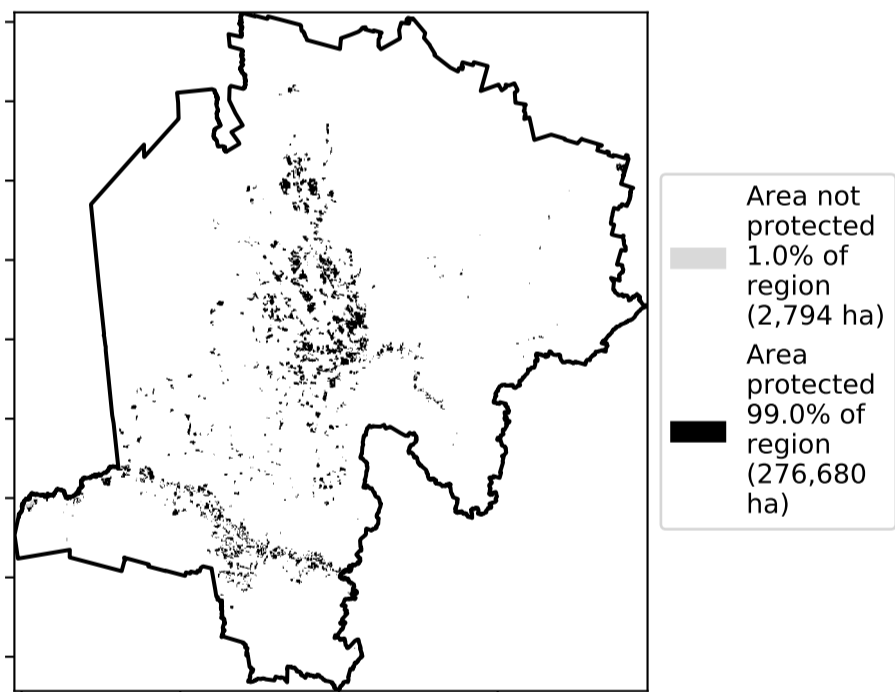 Area not
protected
1.0% of
region
(2,794 ha)
Area
protected
99.0% of
region
(276,680
ha)